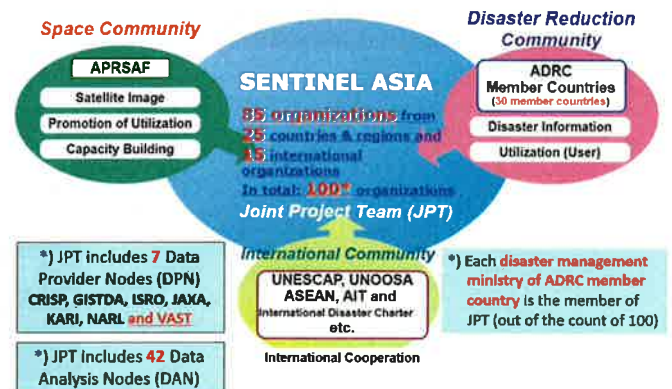 Space Community
APRSAF
Satellite Image
Promotion of Utilization
Capacity Building
SENTINEL ASIA
85 organizations from
25 countries & regions and
15 international
organizations
In total: 100* organizations
Joint Project Team (JPT)
Disaster Reduction
Community
ADRC
Member Countries
(30 member countries)
Disaster Information
Utilization (User)
International Community
UNESCAP, UNOOSA
ASEAN, AIT and
International Disaster Charter
etc.
International Cooperation
*) JPT includes 7 Data
Provider Nodes (DPN)
CRISP, GISTDA, ISRO, JAXA,
KARI, NARL and VAST
*) JPT Includes 42 Data
Analysis Nodes (DAN)
*) Each disaster management
ministry of ADRC member
country is the member of
JPT (out of the count of 100)